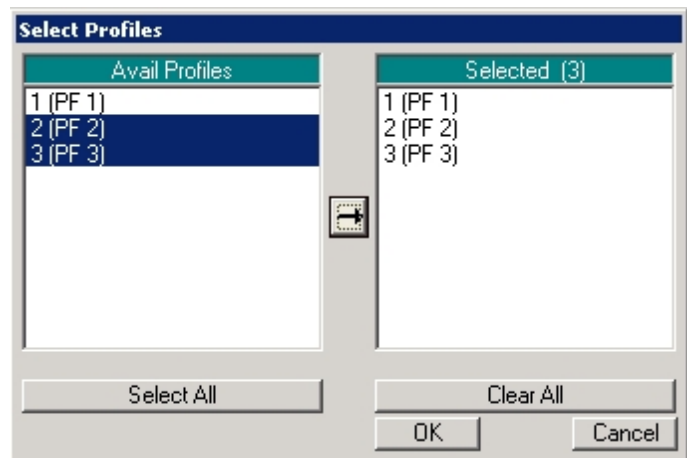 Select Profiles
Avail Profiles
1 (PF 1)
2 (PF 2)
3 (PF 3)
Selected (3)
1 (PF 1)
2 (PF 2)
3 (PF 3)
Select All
Clear All
OK
Cancel